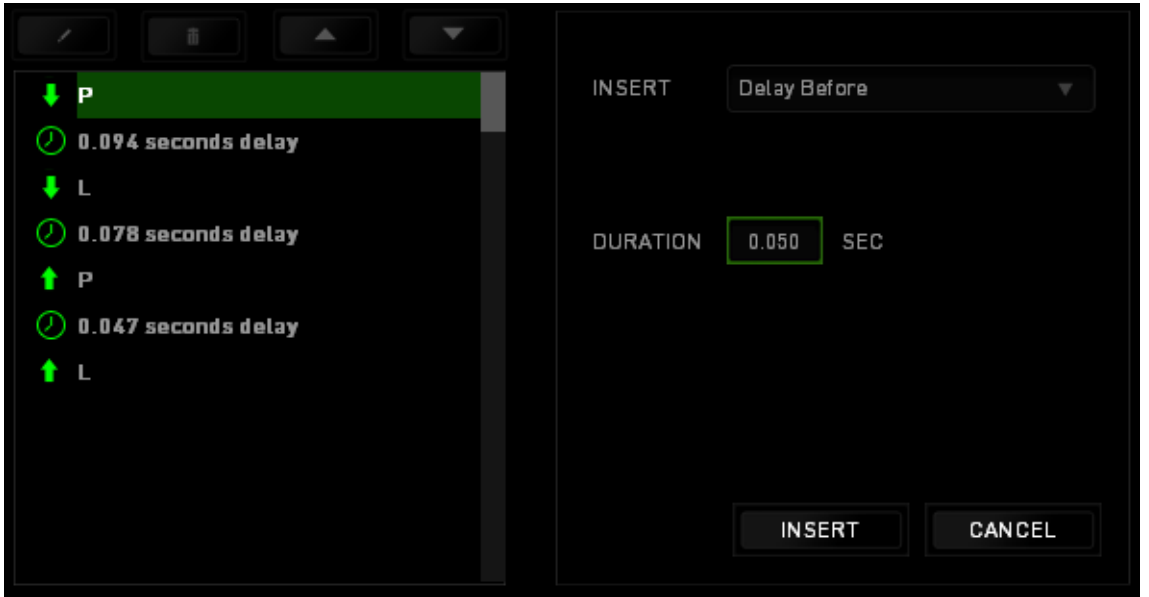 P
0.094 seconds delay
L
0.078 seconds delay
P
0.047 seconds delay
L
INSERT Delay Before
DURATION 0.050 SEC
INSERT CANCEL